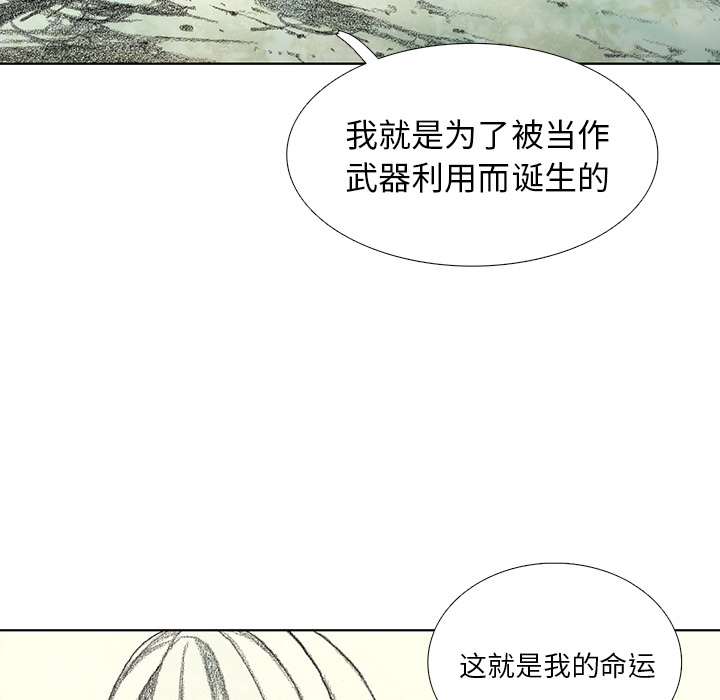 我就是为了被当作
武器利用而诞生的
这就是我的命运